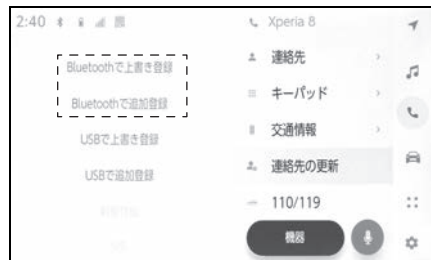 2:40
Bluetoothで上書き登録
Bluetoothで追加登録
USBで上書き登録
USBで追加登録
Xperia 8
連絡先
キーパッド
交通情報
連絡先の更新
110/119
機器